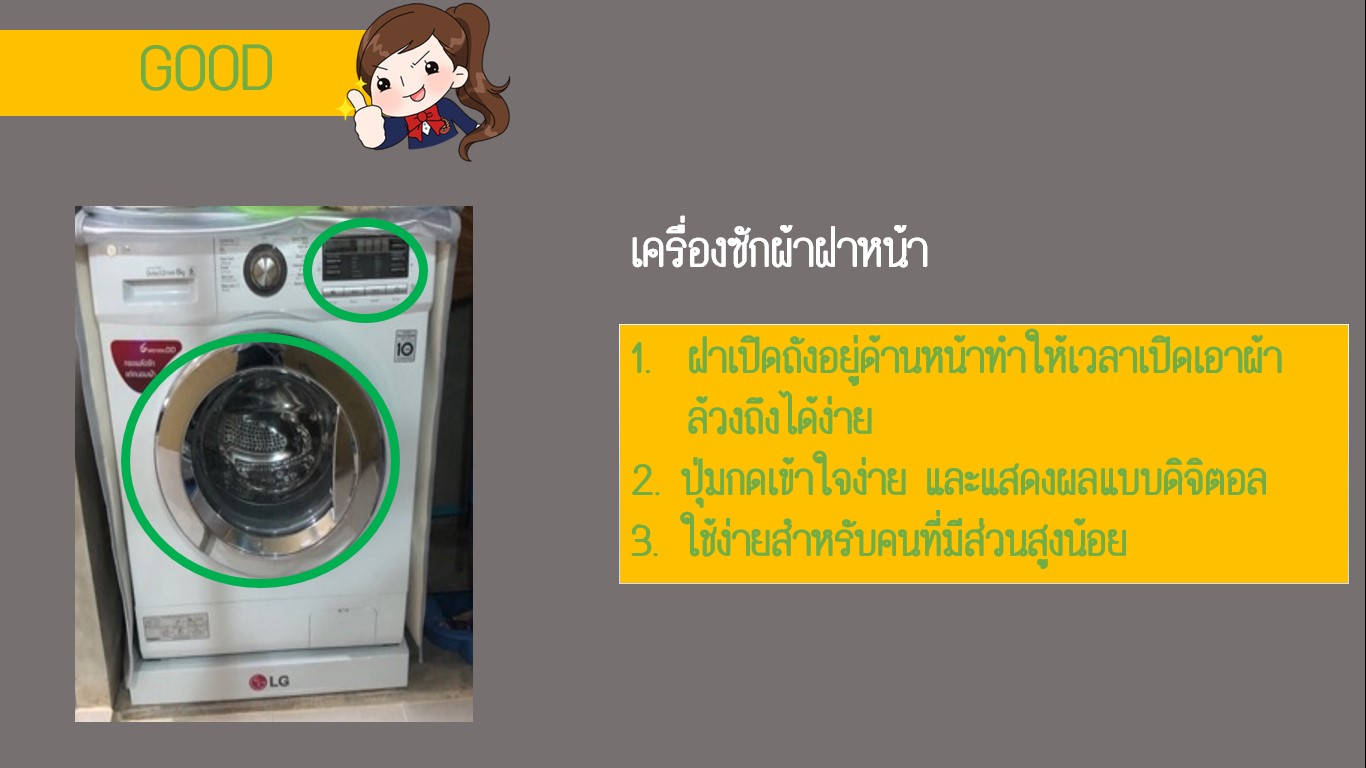 GOOD
เครื่องซักผ้าฝาหน้า
1. ฝาเปิดถังอยู่ด้านหน้าทำให้เวลาเปิดเอาผ้า
ล้วงถึงได้ง่าย
2. ปุ่มกดเข้าใจง่าย และแสดงผลแบบดิจิตอล
3. ใช้ง่ายสำหรับคนที่มีส่วนสูงน้อย
10
LG